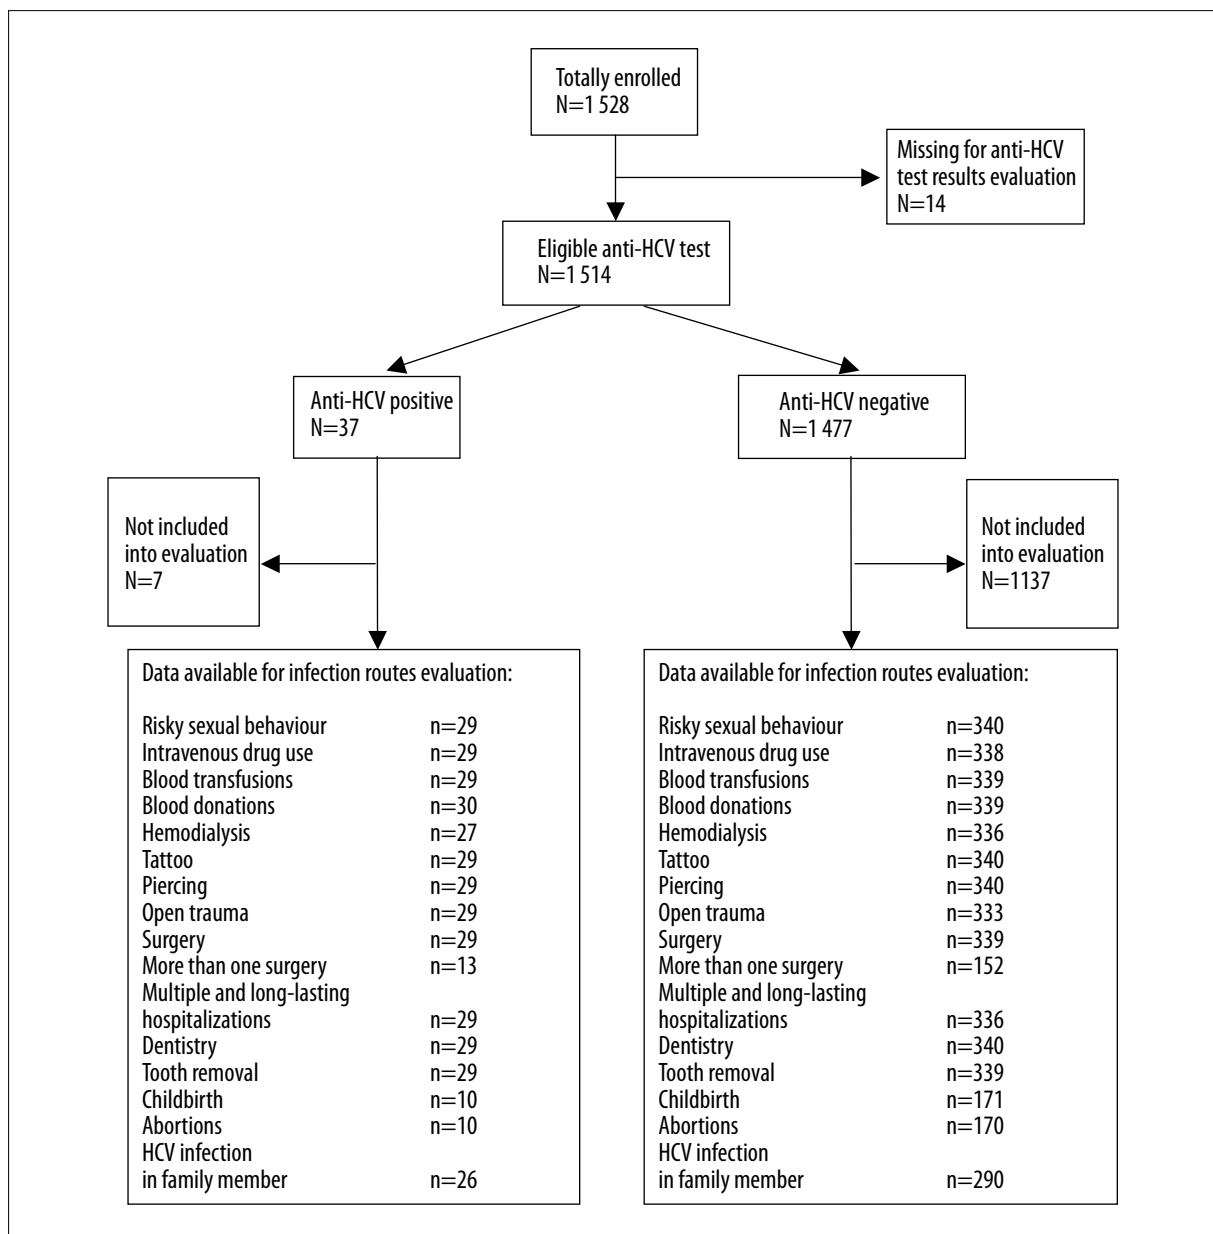 Totally enrolled
N=1 528
Missing for anti-HCV
test results evaluation
N=14
Eligible anti-HCV test
N=1 514
Anti-HCV positive
N=37
Anti-HCV negative
N=1 477
Not included
into evaluation
N=7
Not included
into evaluation
N=1137
Data available for infection routes evaluation:
Risky sexual behaviour n=29
Intravenous drug use n=29
Blood transfusions n=29
Blood donations n=30
Hemodialysis n=27
Tattoo n=29
Piercing n=29
Open trauma n=29
Surgery n=29
More than one surgery n=13
Multiple and long-lasting
hospitalizations n=29
Dentistry n=29
Tooth removal n=29
Childbirth n=10
Abortions n=10
HCV infection
in family member n=26
Data available for infection routes evaluation:
Risky sexual behaviour n=340
Intravenous drug use n=338
Blood transfusions n=339
Blood donations n=339
Hemodialysis n=336
Tattoo n=340
Piercing n=340
Open trauma n=333
Surgery n=339
More than one surgery n=152
Multiple and long-lasting
hospitalizations n=336
Dentistry n=340
Tooth removal n=339
Childbirth n=171
Abortions n=170
HCV infection
in family member n=290